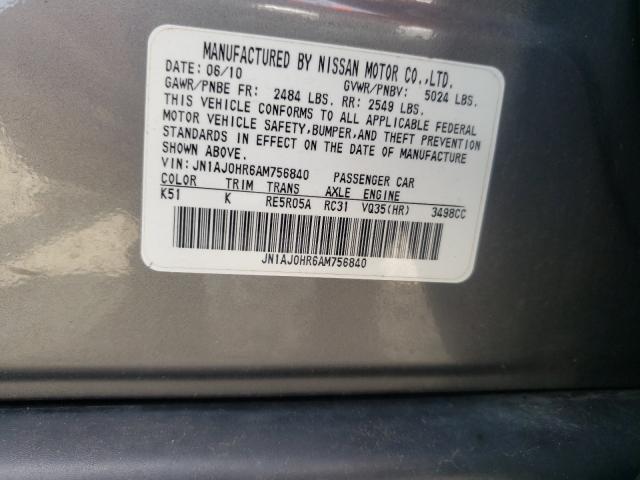 MANUFACTURED BY NISSAN MOTOR CO.,LTD.
DATE: 06/10 GVWR/PNBV: 5024 LBS.
GAWR/PNBE FR: 2484 LBS. RR: 2549 LBS.
THIS VEHICLE CONFORMS TO ALL APPLICABLE FEDERAL
MOTOR VEHICLE SAFETY,BUMPER,AND THEFT PREVENTION
STANDARDS IN EFFECT ON THE DATE OF MANUFACTURE
SHOWN ABOVE.
VIN: JN1AJ0HR6AM756840 PASSENGER CAR
COLOR TRIM TRANS AXLE ENGINE
K51 K RE5R05A RC31 VQ35(HR) 3498CC
JN1AJ0HR6AM756840